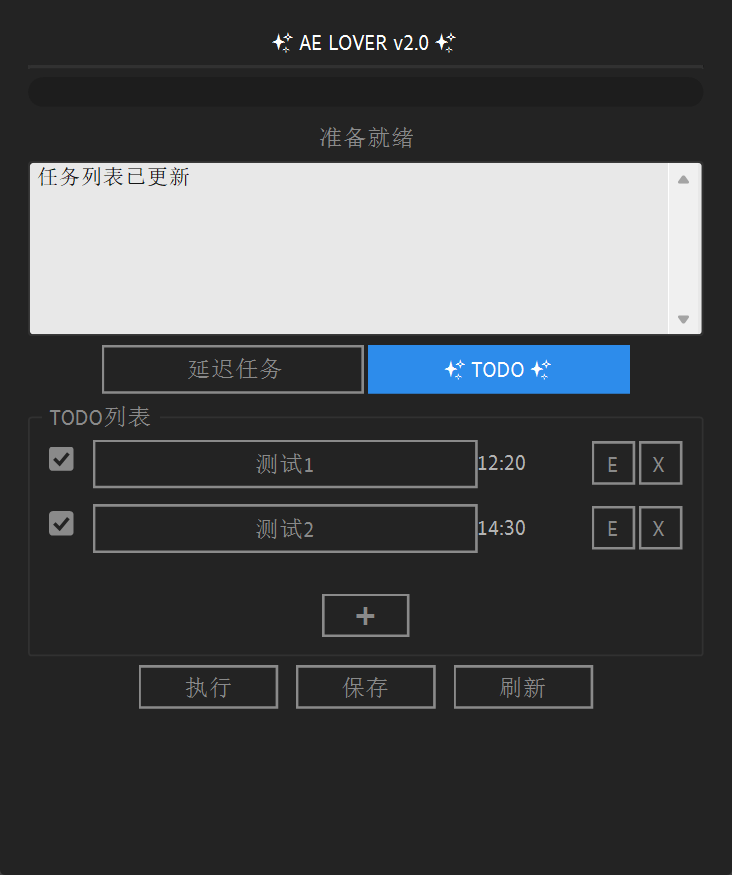 AE LOVER v2.0
准备就绪
任务列表已更新
延迟任务 TODO
TODO列表
测试1 12:20 E X
测试2 14:30 E X
+
执行 保存 刷新